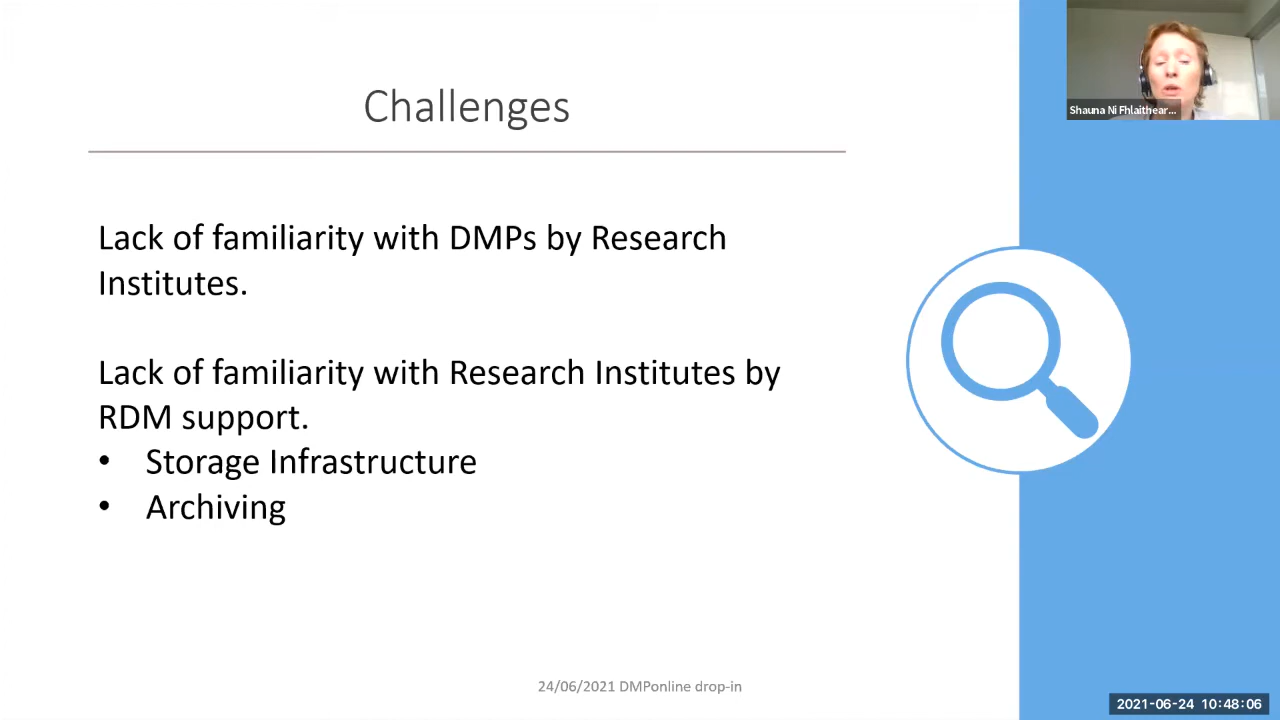 Challenges
Shauna Ni Fhlaithear...
Lack of familiarity with DMPs by Research
Institutes.
Lack of familiarity with Research Institutes by
RDM support.
• Storage Infrastructure
• Archiving
24/06/2021 DMPonline drop-in
2021-06-24 10:48:06